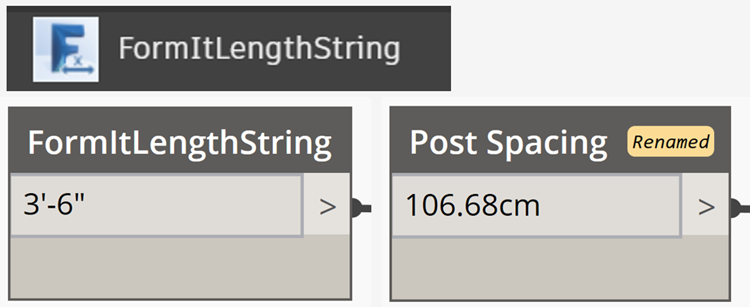 FormItLengthString
FormItLengthString
3'-6"
>
Post Spacing Renamed
106.68cm
>